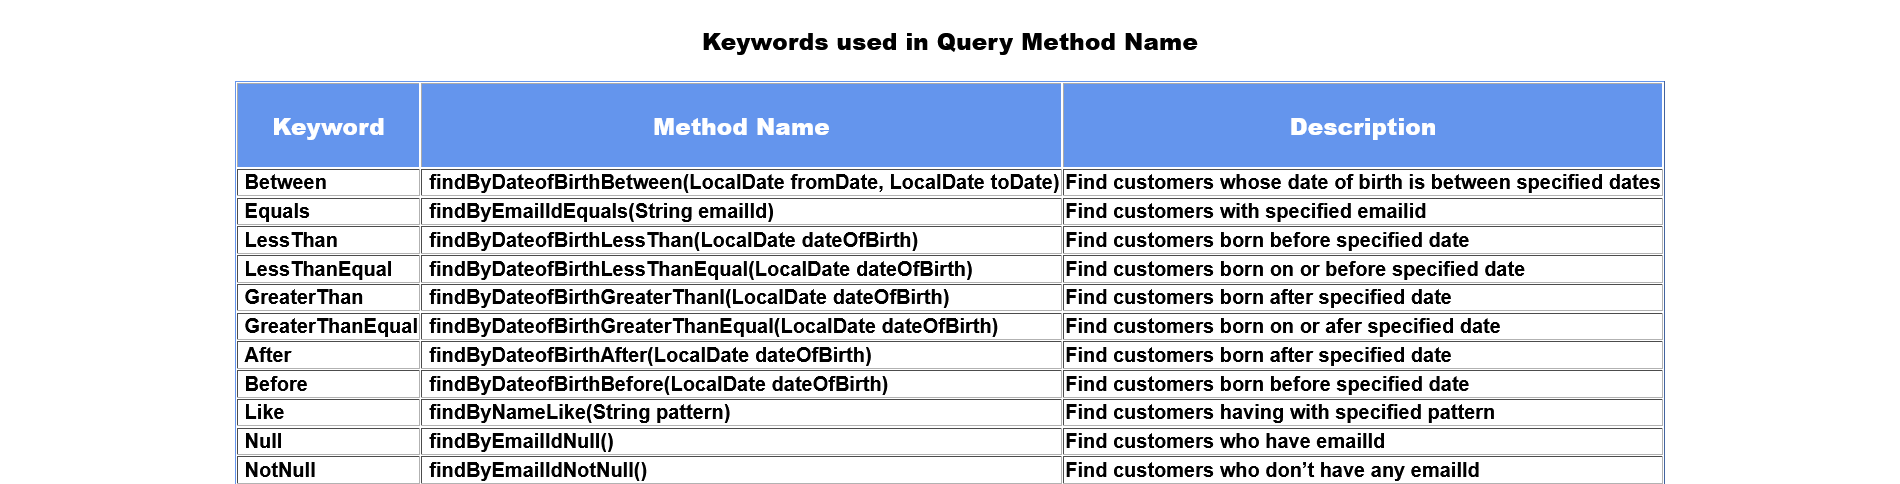 Keywords used in Query Method Name
Keyword Method Name Description
Between findByDateofBirthBetween(LocalDate fromDate, LocalDate toDate) Find customers whose date of birth is between specified dates
Equals findByEmailIdEquals(String emailId) Find customers with specified emailid
LessThan findByDateofBirthLessThan(LocalDate dateOfBirth) Find customers born before specified date
LessThanEqual findByDateofBirthLessThanEqual(LocalDate dateOfBirth) Find customers born on or before specified date
GreaterThan findByDateofBirthGreaterThanl(LocalDate dateOfBirth) Find customers born after specified date
GreaterThanEqual findByDateofBirthGreaterThanEqual(LocalDate dateOfBirth) Find customers born on or afer specified date
After findByDateofBirthAfter(LocalDate dateOfBirth) Find customers born after specified date
Before findByDateofBirthBefore(LocalDate dateOfBirth) Find customers born before specified date
Like findByNameLike(String pattern) Find customers having with specified pattern
Null findByEmailIdNull() Find customers who have emailId
NotNull findByEmailIdNotNull() Find customers who don’t have any emailId